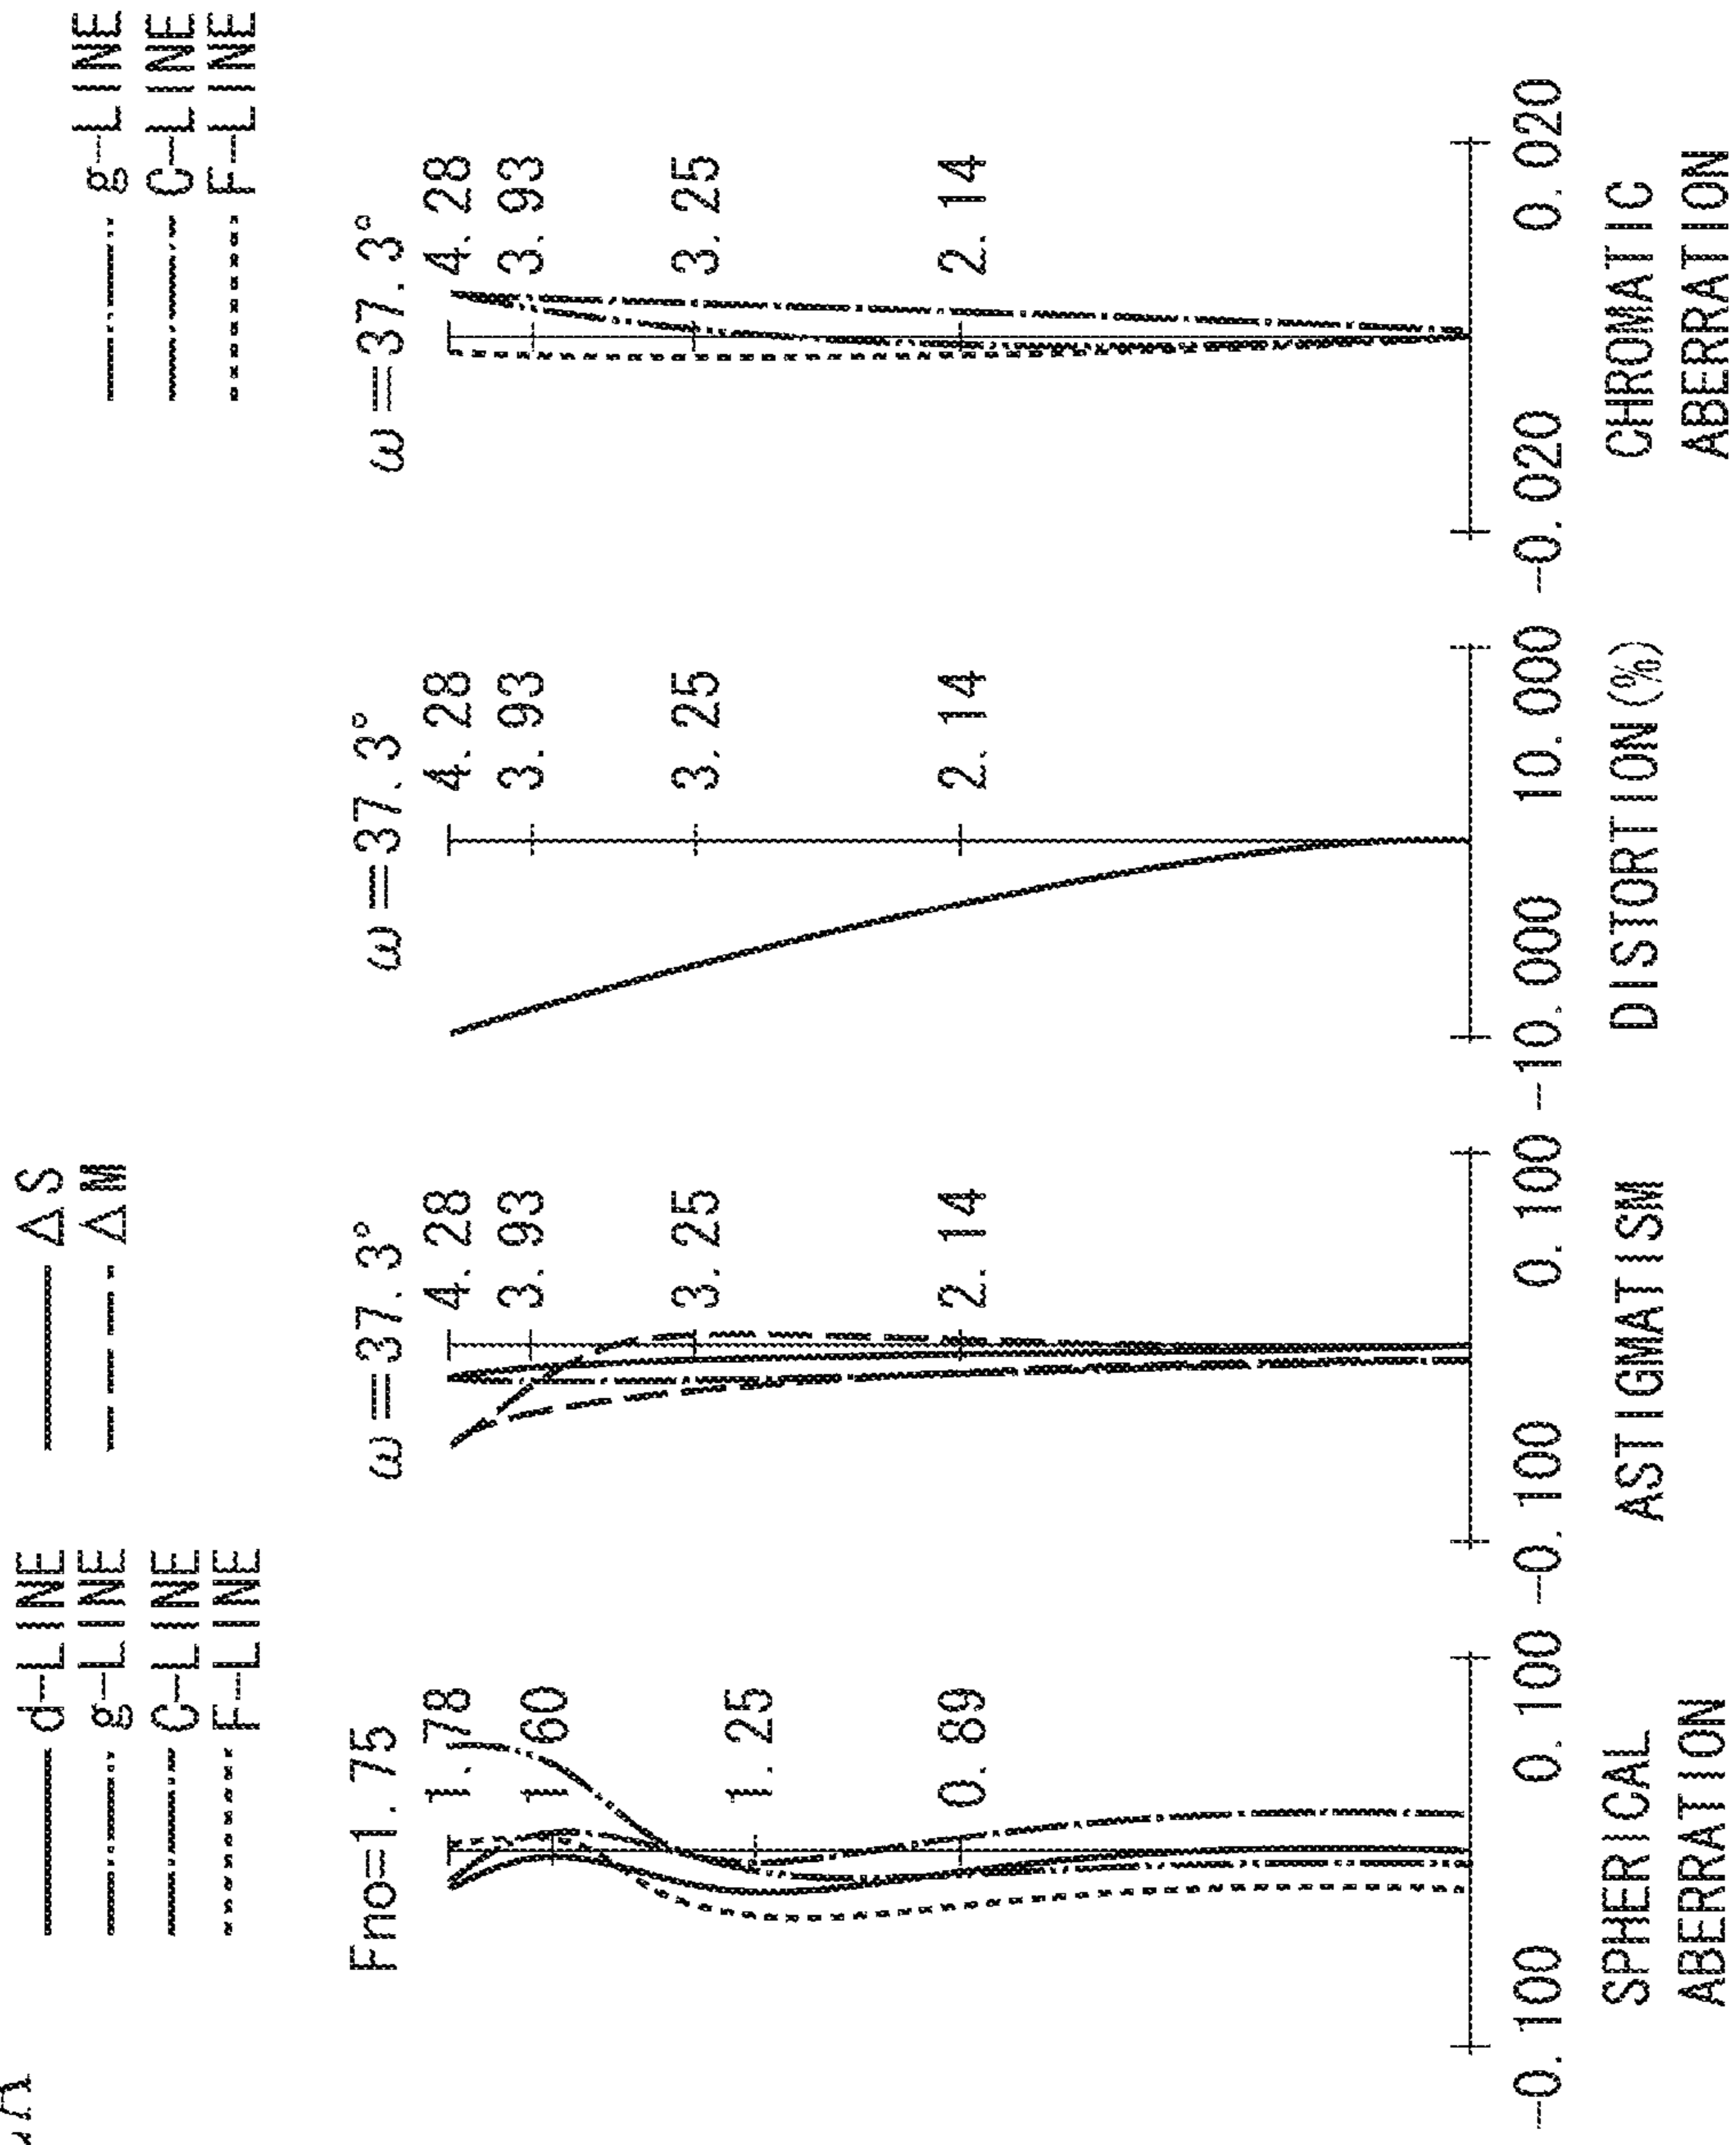 d-LINE
g-LINE
C-LINE
F-LINE
ΔS
ΔM
g-LINE
C-LINE
F-LINE
Fno=1. 75
1. 78
1. 60
1. 25
0. 89
-0. 100
0. 100
SPHERICAL
ABERRATION
ω=37. 3°
4. 28
3. 93
3. 25
2. 14
-0. 100
0. 100
ASTIGMATISM
ω=37. 3°
4. 28
3. 93
3. 25
2. 14
-10. 000
10. 000
DISTORTION(%)
ω=37. 3°
4. 28
3. 93
3. 25
2. 14
-0. 020
0. 020
CHROMATIC
ABERRATION